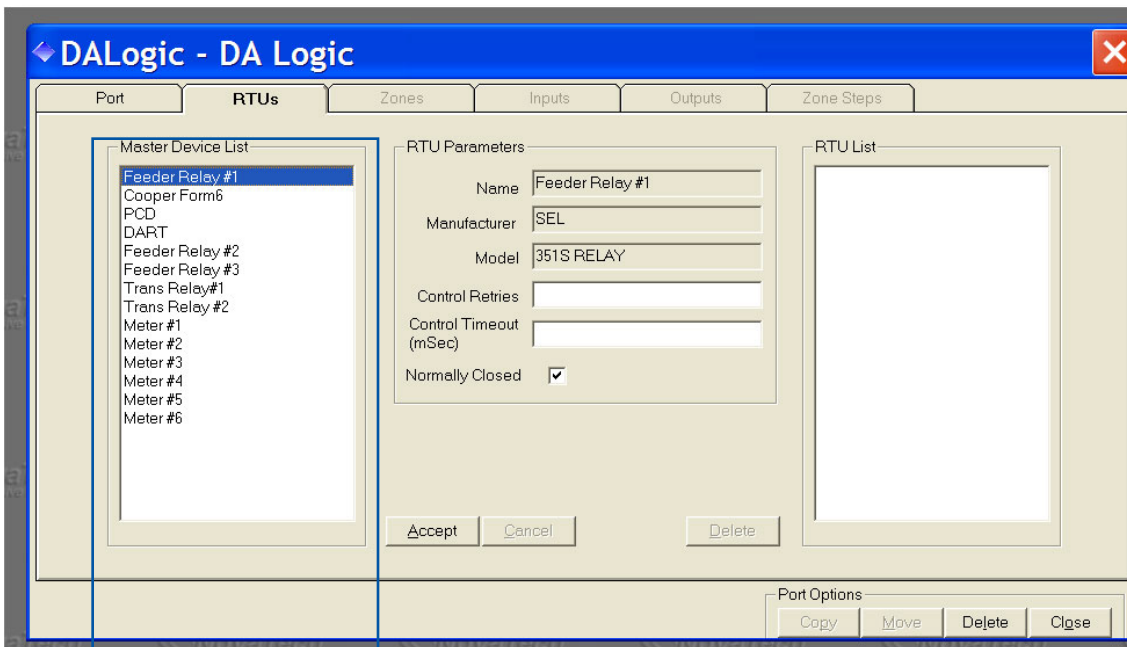 DALogic - DA Logic
Port RTUs Zones Inputs Outputs Zone Steps
Master Device List
Feeder Relay #1
Cooper Form6
PCD
DART
Feeder Relay #2
Feeder Relay #3
Trans Relay#1
Trans Relay #2
Meter #1
Meter #2
Meter #3
Meter #4
Meter #5
Meter #6
RTU Parameters
Name Feeder Relay #1
Manufacturer SEL
Model 351S RELAY
Control Retries
Control Timeout
(mSec)
Normally Closed
Accept Cancel Delete
RTU List
Port Options
Copy Move Delete Close